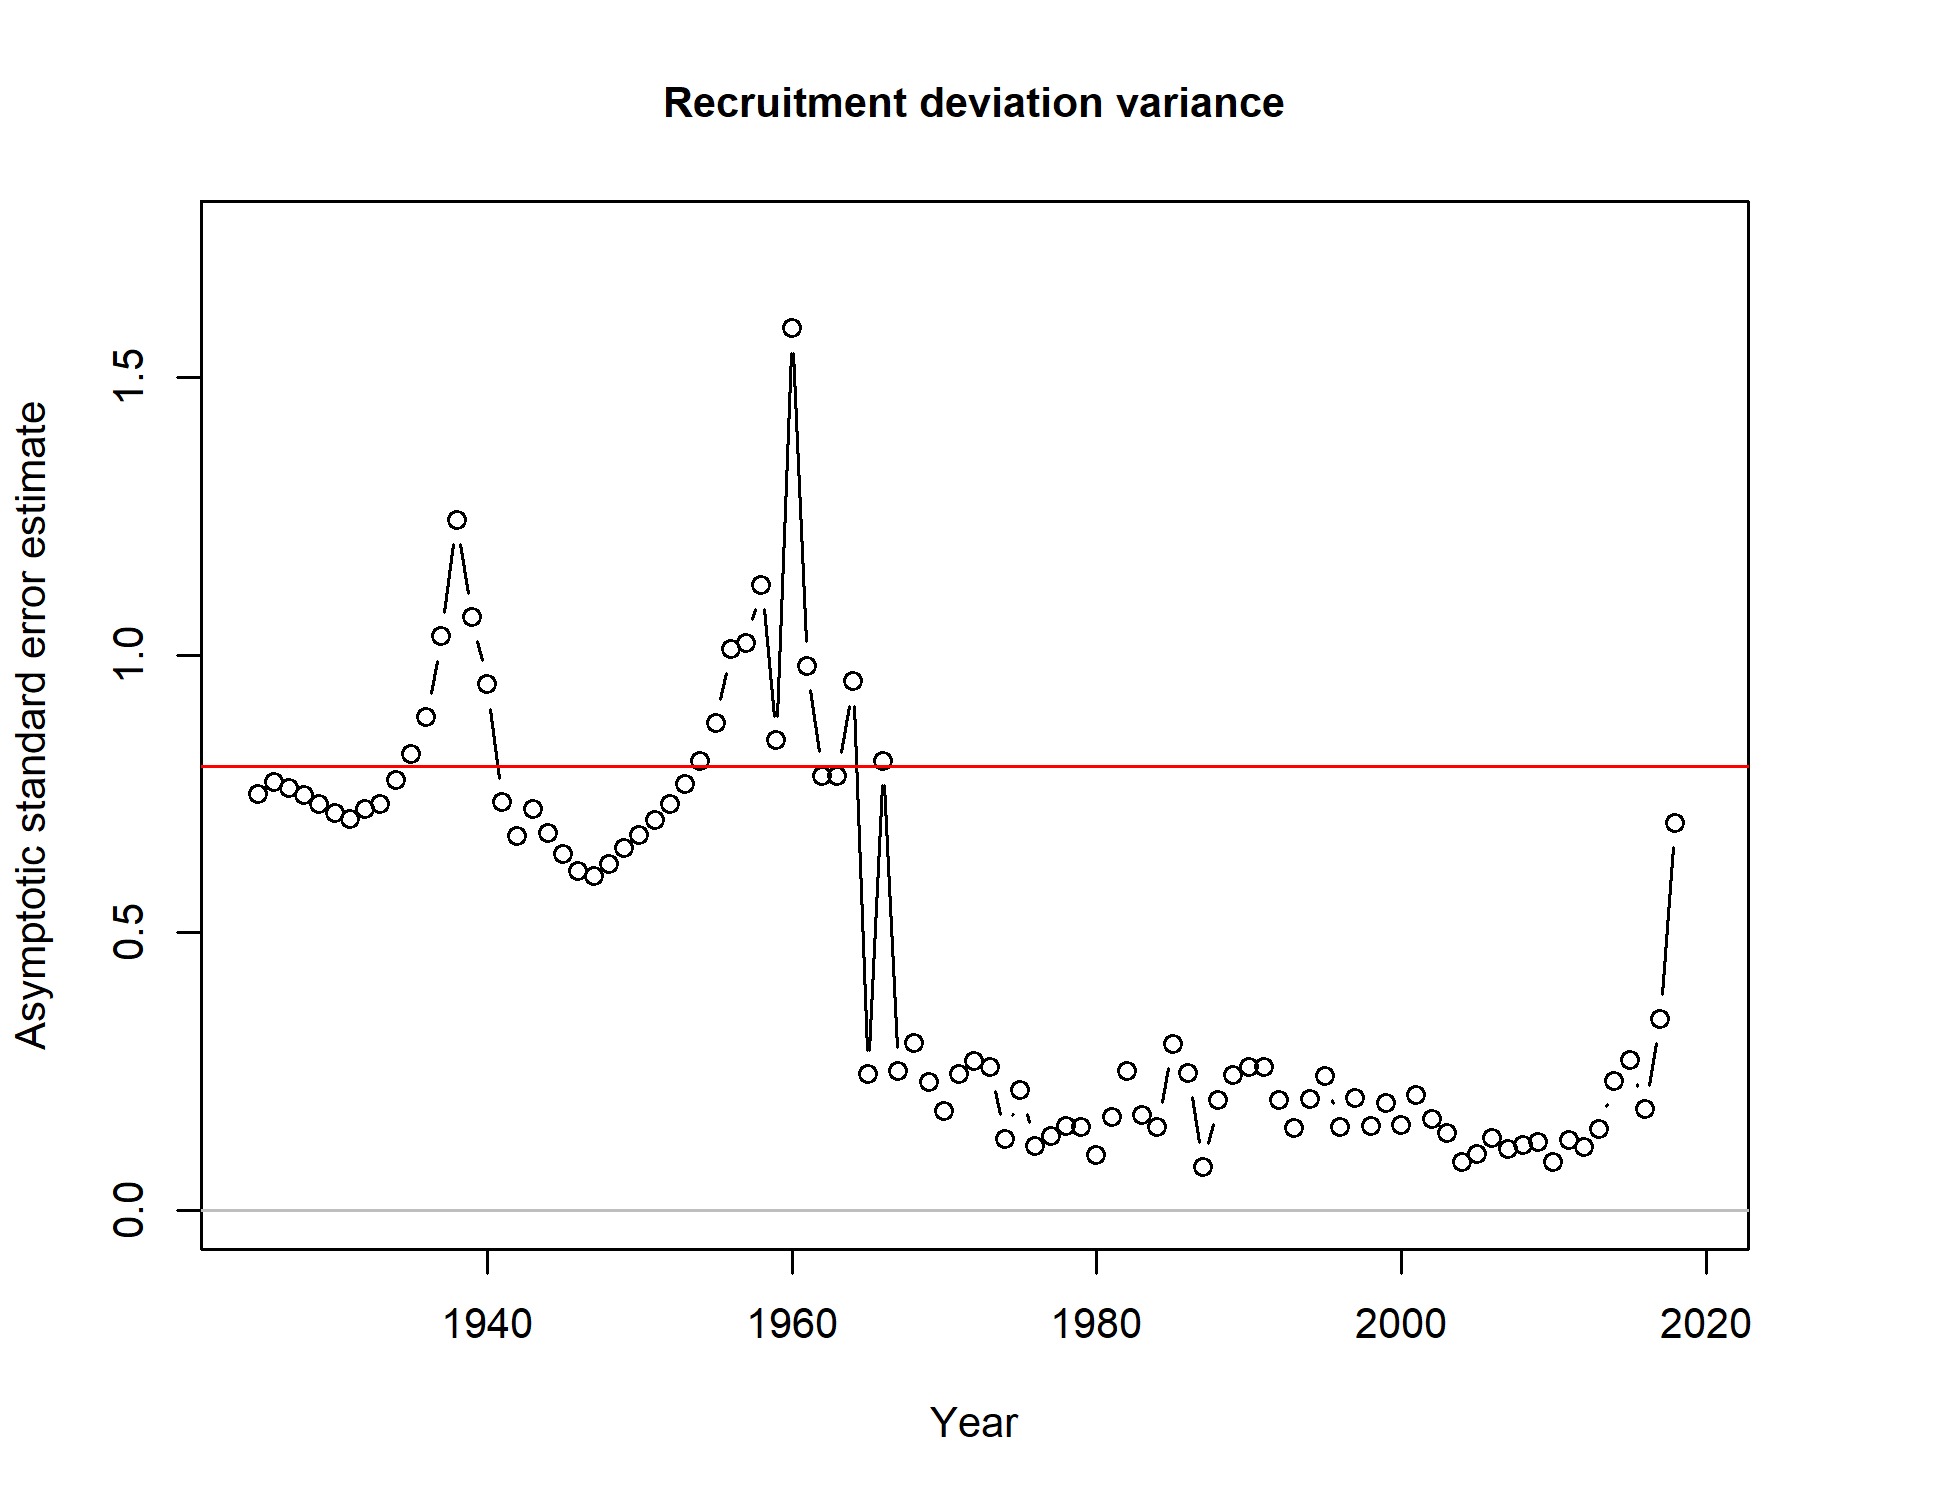 Recruitment deviation variance
Asymptotic standard error estimate
1.5
1.0
0.5
0.0
1940 1960 1980 2000 2020
Year